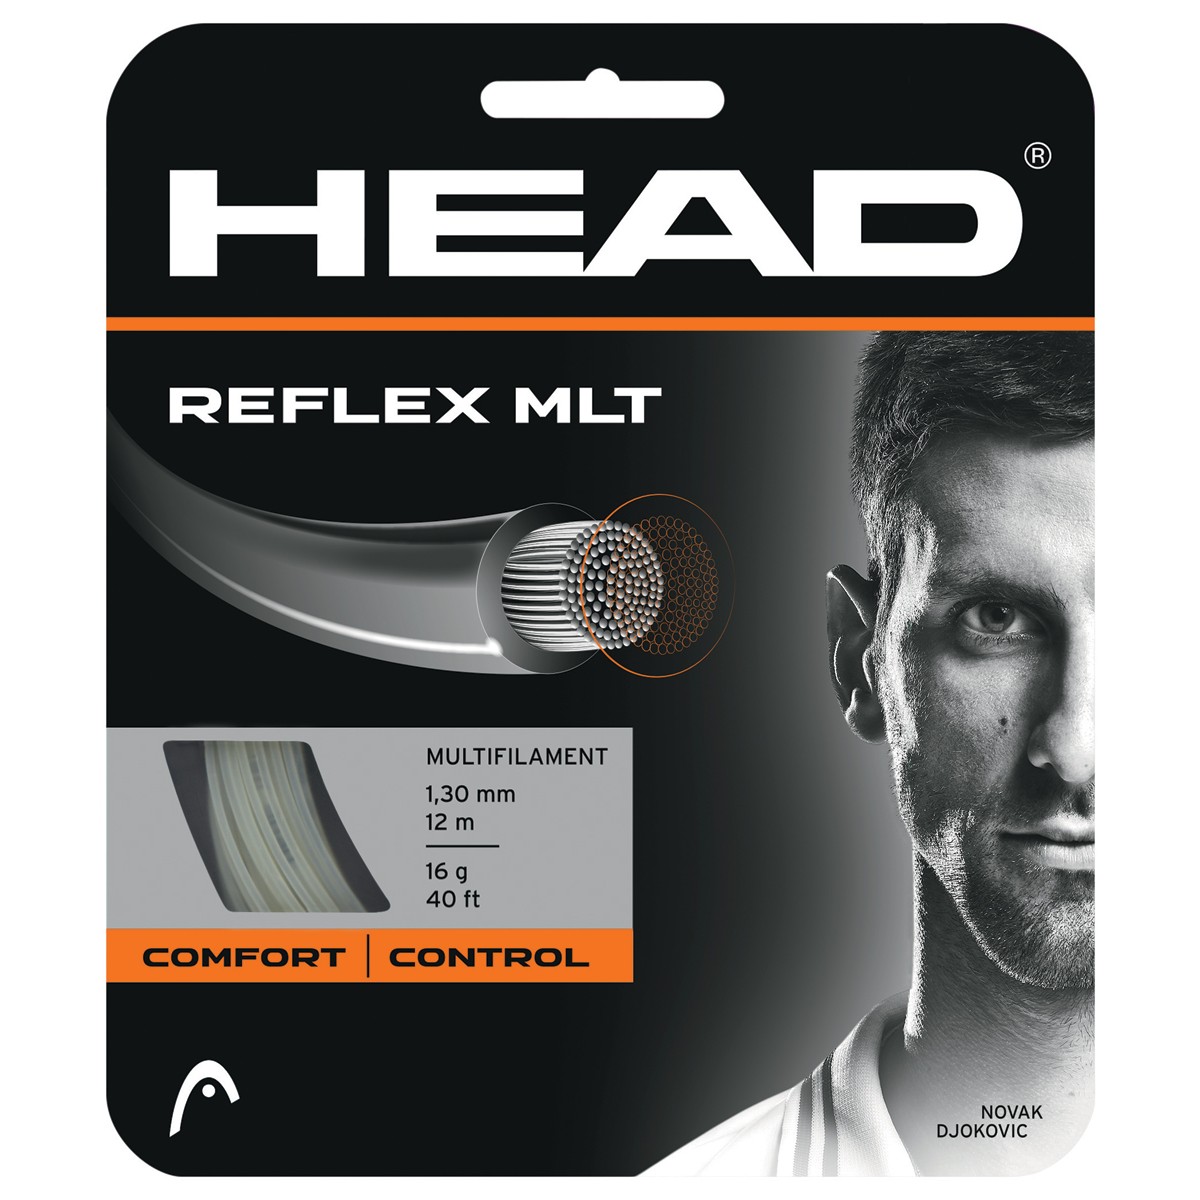 HEAD®
REFLEX MLT
MULTIFILAMENT
1,30 mm
12 m
16 g
40 ft
COMFORT | CONTROL
NOVAK
DJOKOVIC